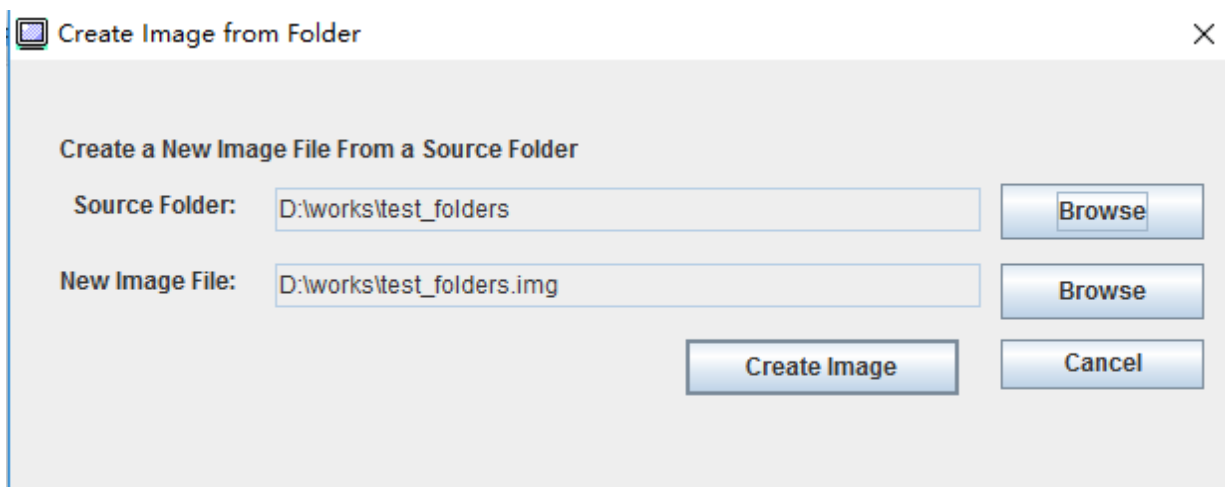 Create Image from Folder
Create a New Image File From a Source Folder
Source Folder: D:\works\test_folders Browse
New Image File: D:\works\test_folders.img Browse
Create Image Cancel